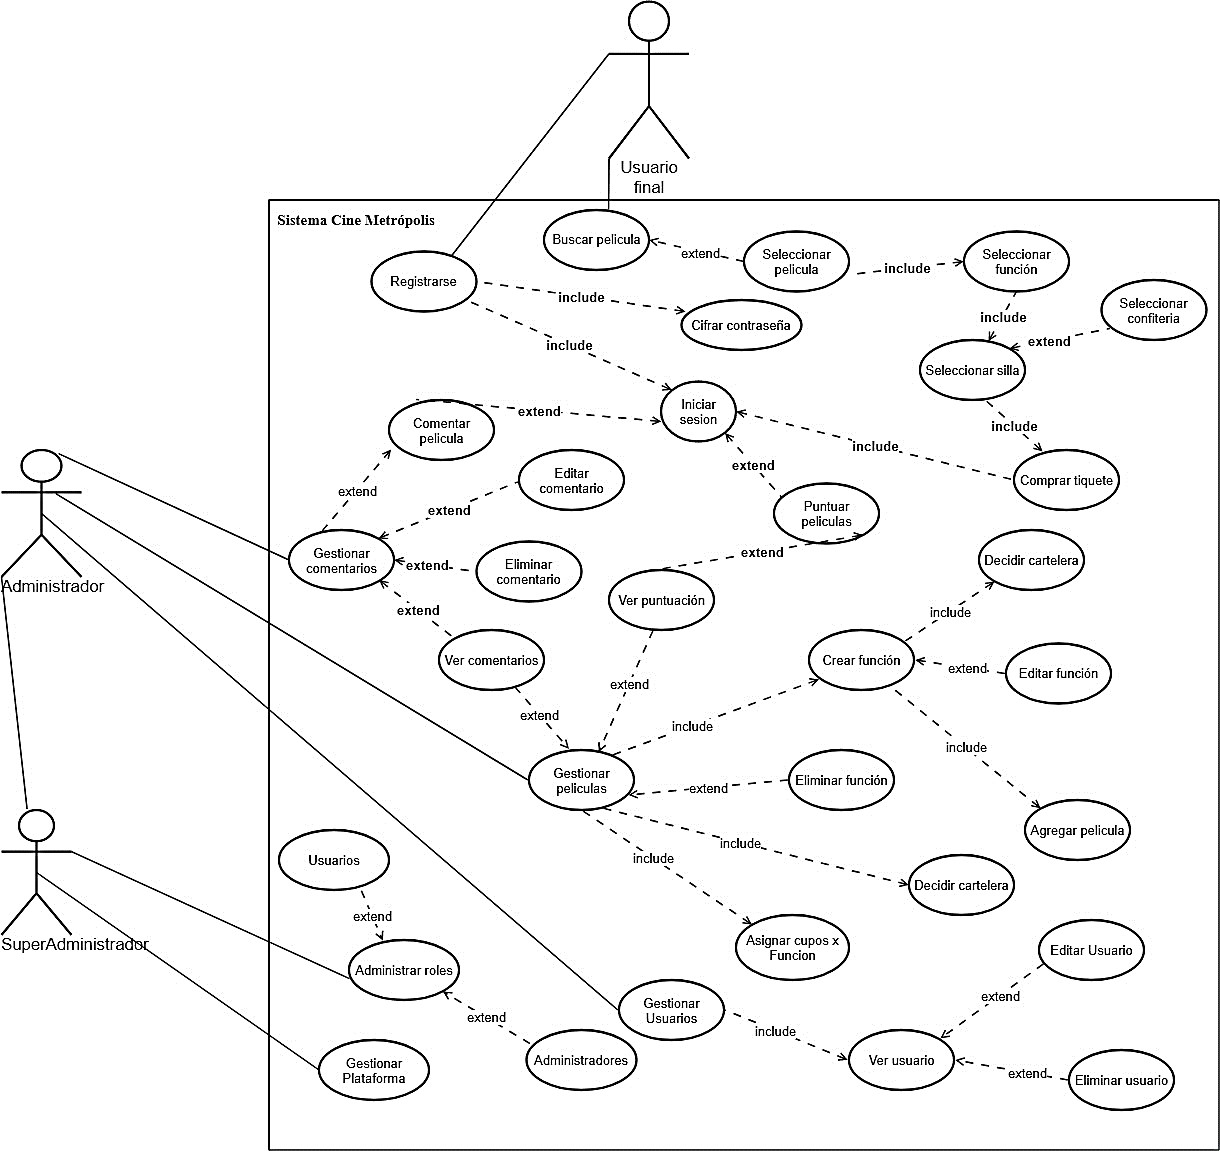 Usuario
final
Sistema Cine Metrópolis
Buscar pelicula
extend
Seleccionar
pelicula
include
Seleccionar
función
Registrarse
include
Cifrar contraseña
include
Seleccionar
confiteria
extend
include
Seleccionar silla
Iniciar
sesion
extend
Comentar
pelicula
include
include
Comprar tiquete
extend
Editar
comentario
extend
extend
Puntuar
peliculas
Administrador
Gestionar
comentarios
extend
Eliminar
comentario
extend
Decidir cartelera
extend
Ver puntuación
include
Ver comentarios
Crear función
extend
Editar función
extend
extend
include
include
Gestionar
peliculas
extend
Eliminar función
include
include
Agregar pelicula
Usuarios
Decidir cartelera
extend
SuperAdministrador
Asignar cupos x
Funcion
Editar Usuario
Administrar roles
extend
Gestionar
Usuarios
extend
include
Ver usuario
Gestionar
Plataforma
Administradores
extend
Eliminar usuario